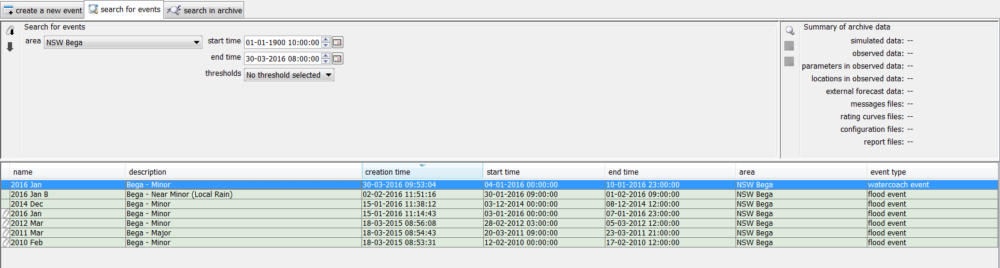 create a new event search for events search in archive
Search for events
area NSW Bega start time 01-01-1900 10:00:00
end time 30-03-2016 08:00:00
thresholds No threshold selected
Summary of archive data
simulated data: --
observed data: --
parameters in observed data: --
locations in observed data: --
external forecast data: --
messages files: --
rating curves files: --
configuration files: --
report files: --
name description creation time start time end time area event type
2016 Jan Bega - Minor 30-03-2016 09:53:04 04-01-2016 00:00:00 10-01-2016 23:00:00 NSW Bega watercoach event
2016 Jan B Bega - Near Minor (Local Rain) 02-02-2016 11:51:16 30-01-2016 09:00:00 01-02-2016 09:00:00 NSW Bega flood event
2014 Dec Bega - Minor 15-01-2016 11:38:12 03-12-2014 00:00:00 08-12-2014 12:00:00 NSW Bega flood event
2016 Jan Bega - Minor 15-01-2016 11:14:43 03-01-2016 00:00:00 07-01-2016 23:00:00 NSW Bega flood event
2012 Mar Bega - Minor 18-03-2015 08:56:08 28-02-2012 03:00:00 05-03-2012 12:00:00 NSW Bega flood event
2011 Mar Bega - Major 18-03-2015 08:54:43 20-03-2011 09:00:00 23-03-2011 21:00:00 NSW Bega flood event
2010 Feb Bega - Minor 18-03-2015 08:53:31 12-02-2010 00:00:00 17-02-2010 12:00:00 NSW Bega flood event